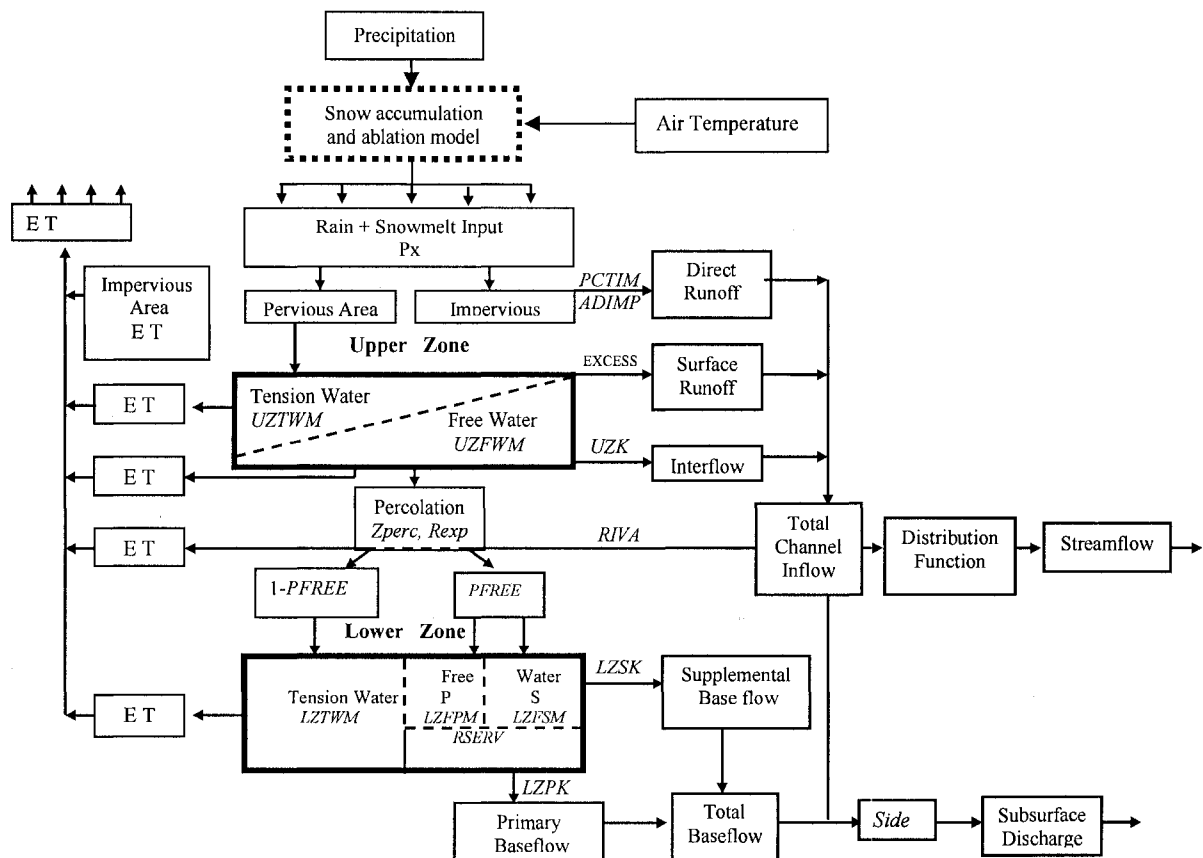 Precipitation
Snow accumulation
and ablation model
Air Temperature
E T
Rain + Snowmelt Input
Px
Impervious
Area
E T
Pervious Area
Impervious
PCTIM
ADIMP
Direct
Runoff
Upper Zone
E T
Tension Water
UZTWM
Free Water
UZFWM
EXCESS
Surface
Runoff
UZK
Interflow
E T
Percolation
Zperc, Rexp
E T
RIVA
Total
Channel
Inflow
Distribution
Function
Streamflow
1-PFREE
PFREE
Lower Zone
E T
Tension Water
LZTWM
Free
P
LZFPM
Water
S
LZFSM
RSERV
LZSK
Supplemental
Base flow
LZPK
Primary
Baseflow
Total
Baseflow
Side
Subsurface
Discharge